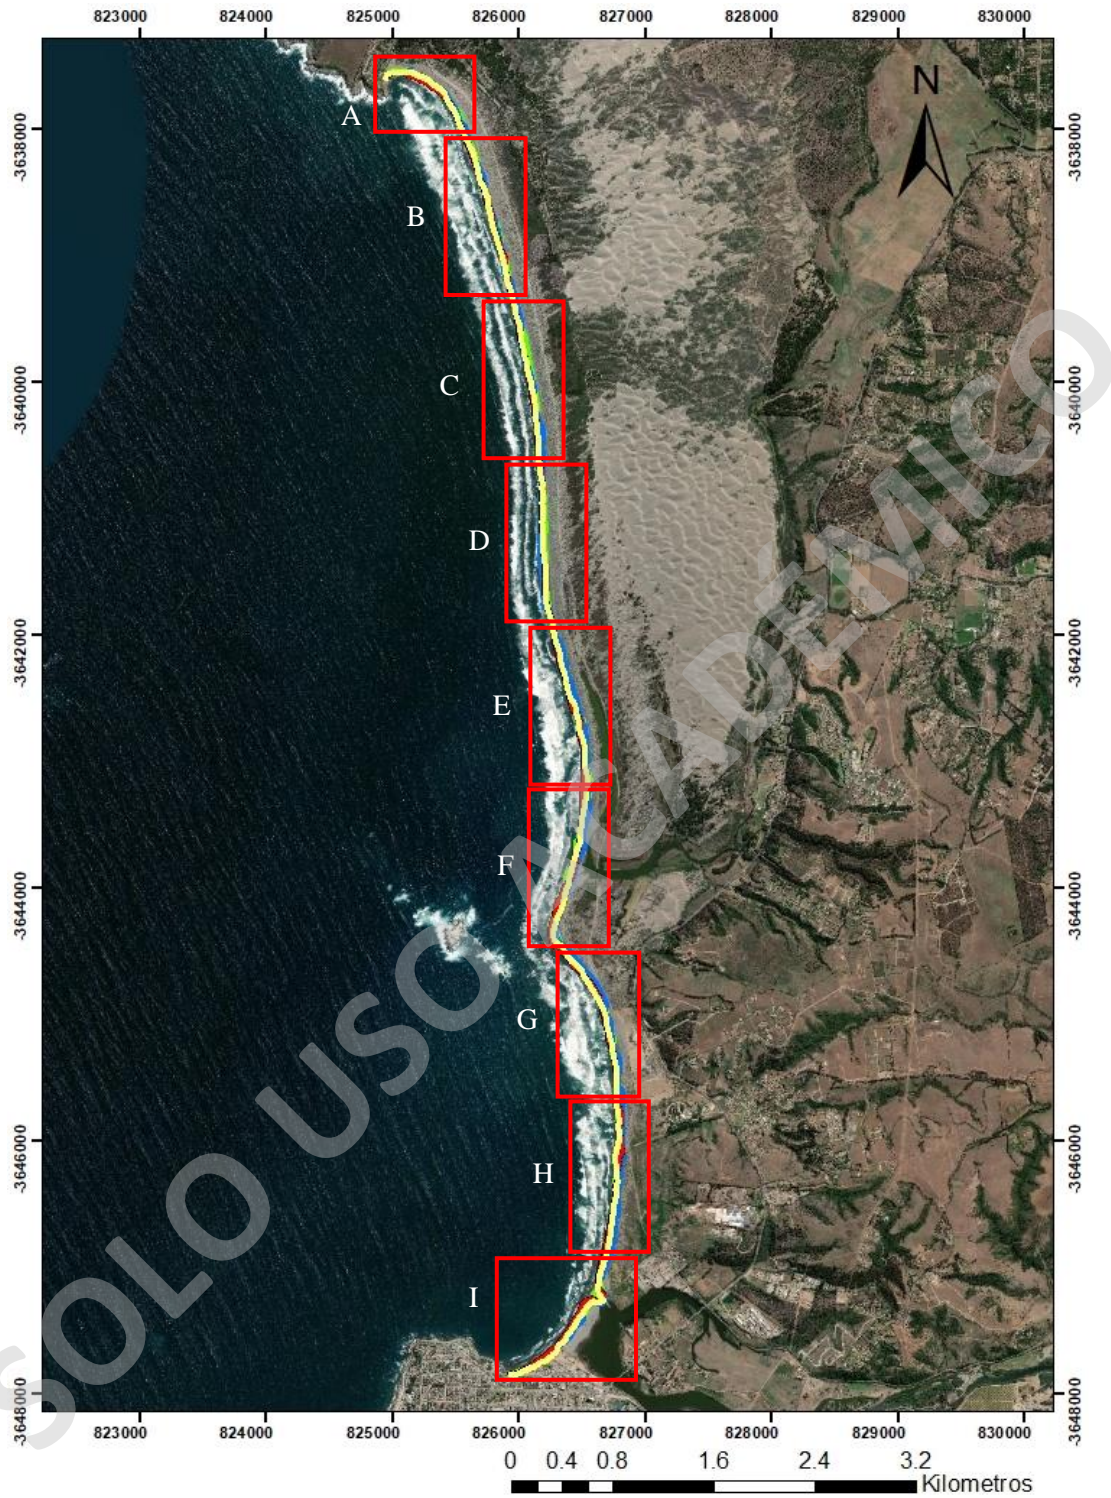 823000 824000 825000 826000 827000 828000 829000 830000
N
A
-3638000 -3638000
B
C
-3640000 -3640000
D
-3642000 -3642000
E
F
-3644000 -3644000
G
-3646000 -3646000
H
I
-3648000 -3648000
SOLO USO ACADÉMICO
823000 824000 825000 826000 827000 828000 829000 830000
0 0.4 0.8 1.6 2.4 3.2
Kilometros